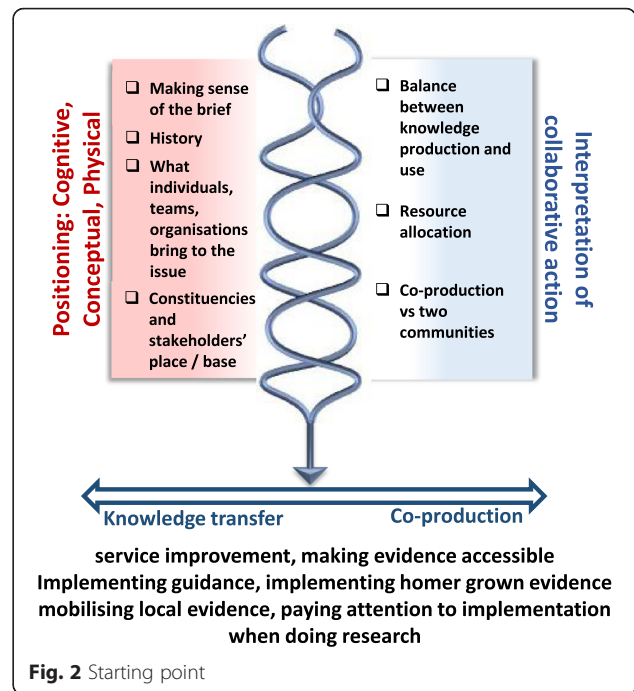 Positioning: Cognitive,
Conceptual, Physical
❑ Making sense
of the brief
❑ History
❑ What
individuals,
teams,
organisations
bring to the
issue
❑ Constituencies
and
stakeholders'
place / base
❑ Balance
between
knowledge
production and
use
❑ Resource
allocation
❑ Co-production
vs two
communities
Interpretation of
collaborative action
Knowledge transfer
Co-production
service improvement, making evidence accessible
Implementing guidance, implementing homer grown evidence
mobilising local evidence, paying attention to implementation
when doing research
Fig. 2 Starting point